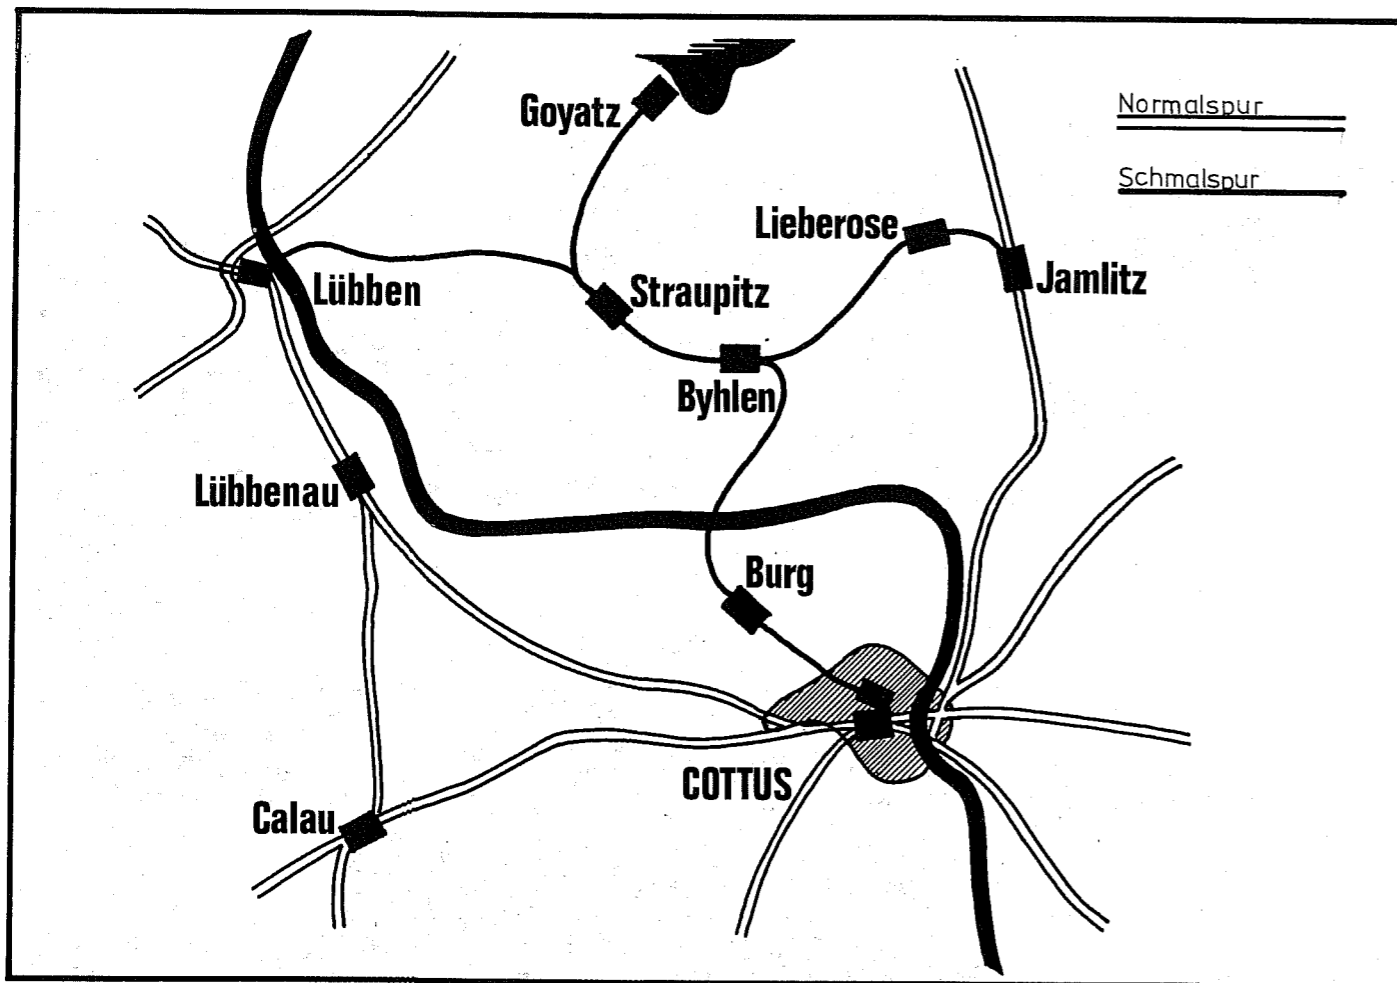 Goyatz
Normalspur
Schmalspur
Lieberose
Jamlitz
Lübben
Straupitz
Byhlen
Lübbenau
Burg
COTTUS
Calau